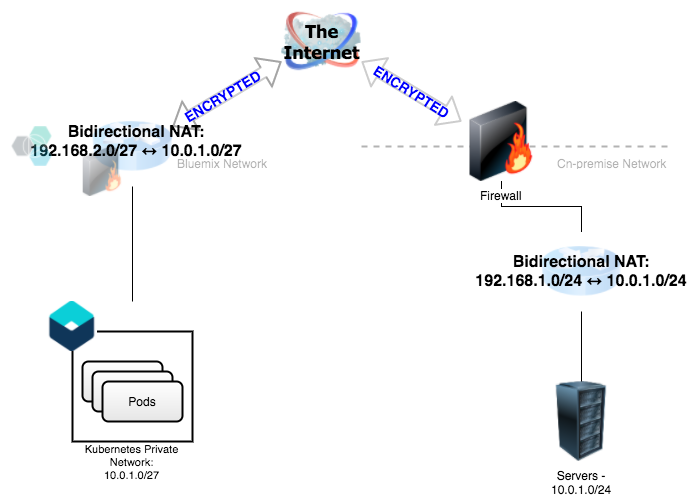 The
Internet
ENCRYPTED
ENCRYPTED
Bidirectional NAT:
192.168.2.0/27 ↔ 10.0.1.0/27
Bluemix Network
Cn-premise Network
Firewall
Bidirectional NAT:
192.168.1.0/24 ↔ 10.0.1.0/24
Pods
Kubernetes Private
Network:
10.0.1.0/27
Servers -
10.0.1.0/24